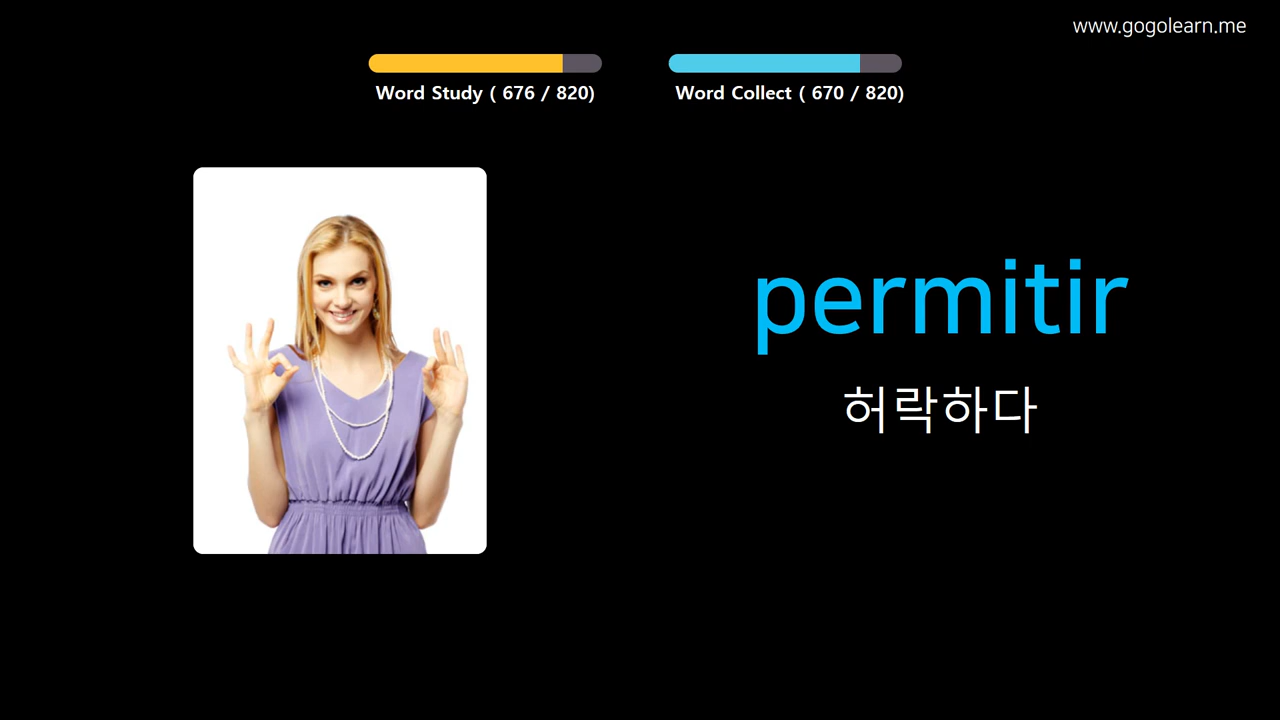 www.gogolearn.me
Word Study ( 676 / 820)
Word Collect ( 670 / 820)
permitir
허락하다